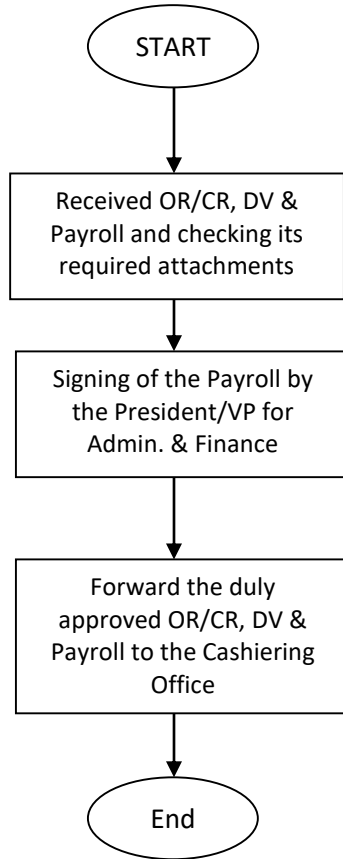 START
Received OR/CR, DV &
Payroll and checking its
required attachments
Signing of the Payroll by
the President/VP for
Admin. & Finance
Forward the duly
approved OR/CR, DV &
Payroll to the Cashiering
Office
End